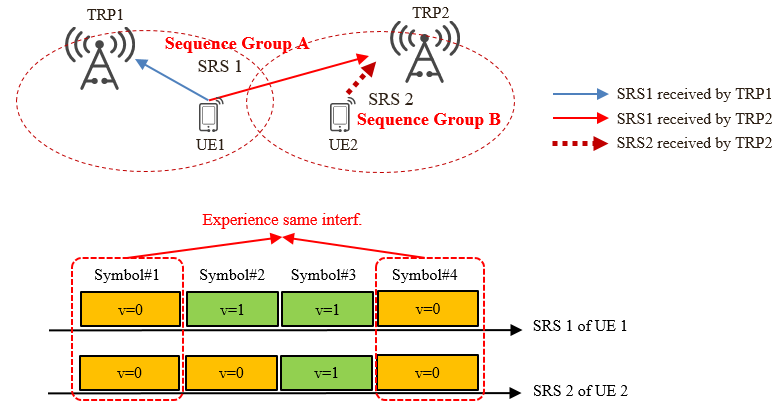 TRP1
TRP2
Sequence Group A
SRS 1
SRS 2
Sequence Group B
UE1
UE2
SRS1 received by TRP1
SRS1 received by TRP2
SRS2 received by TRP2
Experience same interf.
Symbol#1 Symbol#2 Symbol#3 Symbol#4
v=0 v=1 v=1 v=0
SRS 1 of UE 1
v=0 v=0 v=1 v=0
SRS 2 of UE 2